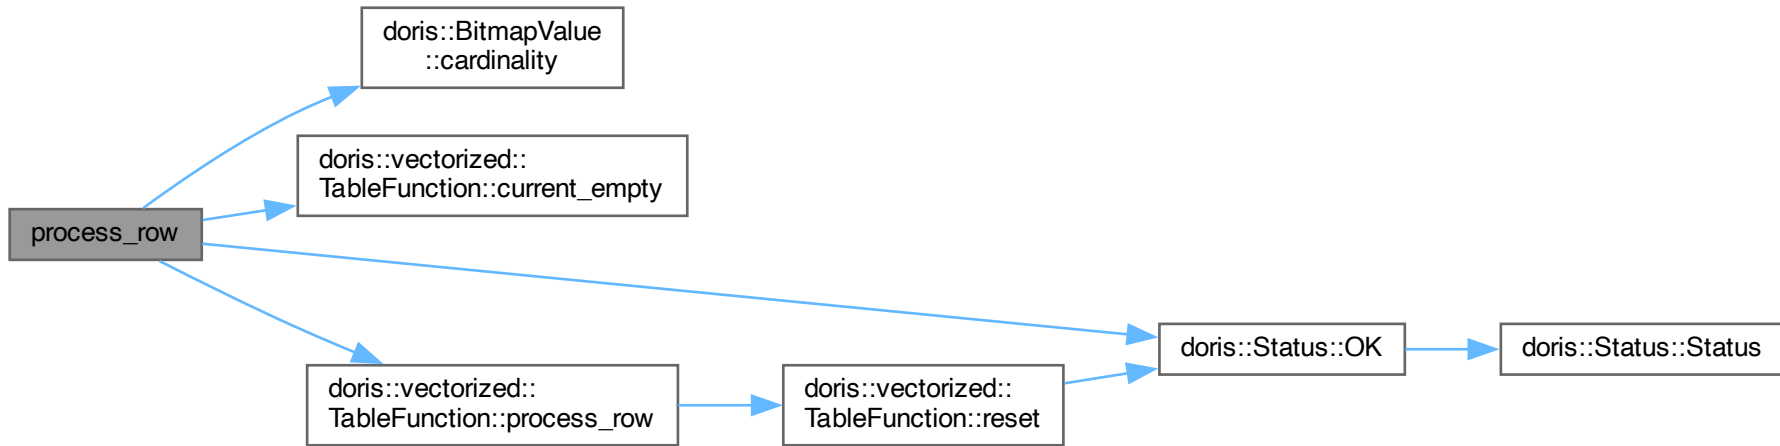 doris::BitmapValue
::cardinality
doris::vectorized::
TableFunction::current_empty
process_row
doris::Status::OK
doris::Status::Status
doris::vectorized::
TableFunction::process_row
doris::vectorized::
TableFunction::reset